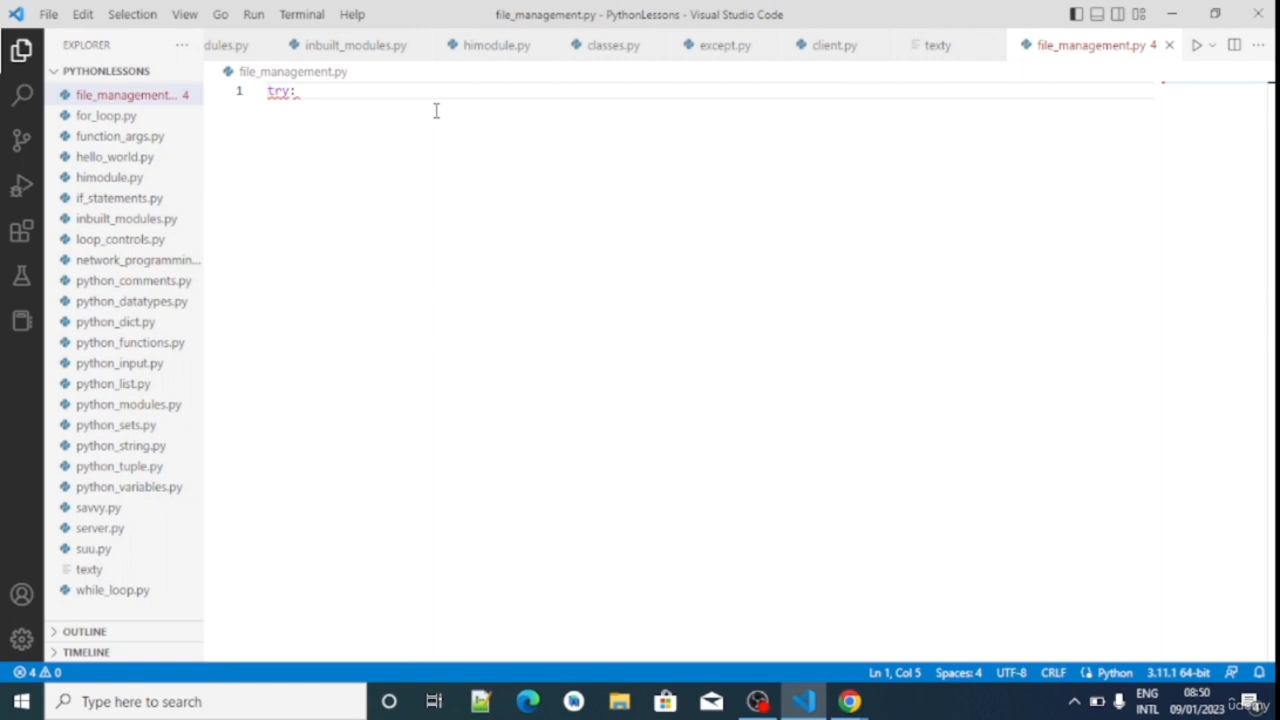 File Edit Selection View Go Run Terminal Help
file_management.py - PythonLessons - Visual Studio Code
EXPLORER
dules.py inbuilt_modules.py himodule.py classes.py except.py client.py texty file_management.py 4
PYTHONLESSONS
file_management.py
file_management... 4
1 try:
for_loop.py
function_args.py
hello_world.py
himodule.py
if_statements.py
inbuilt_modules.py
loop_controls.py
network_programmin...
python_comments.py
python_datatypes.py
python_dict.py
python_functions.py
python_input.py
python_list.py
python_modules.py
python_sets.py
python_string.py
python_tuple.py
python_variables.py
savvy.py
server.py
suu.py
texty
while_loop.py
OUTLINE
TIMELINE
4 0 Ln 1, Col 5 Spaces: 4 UTF-8 CRLF Python 3.11.1 64-bit
Type here to search
ENG 08:50
INTL 09/01/2023
udemy